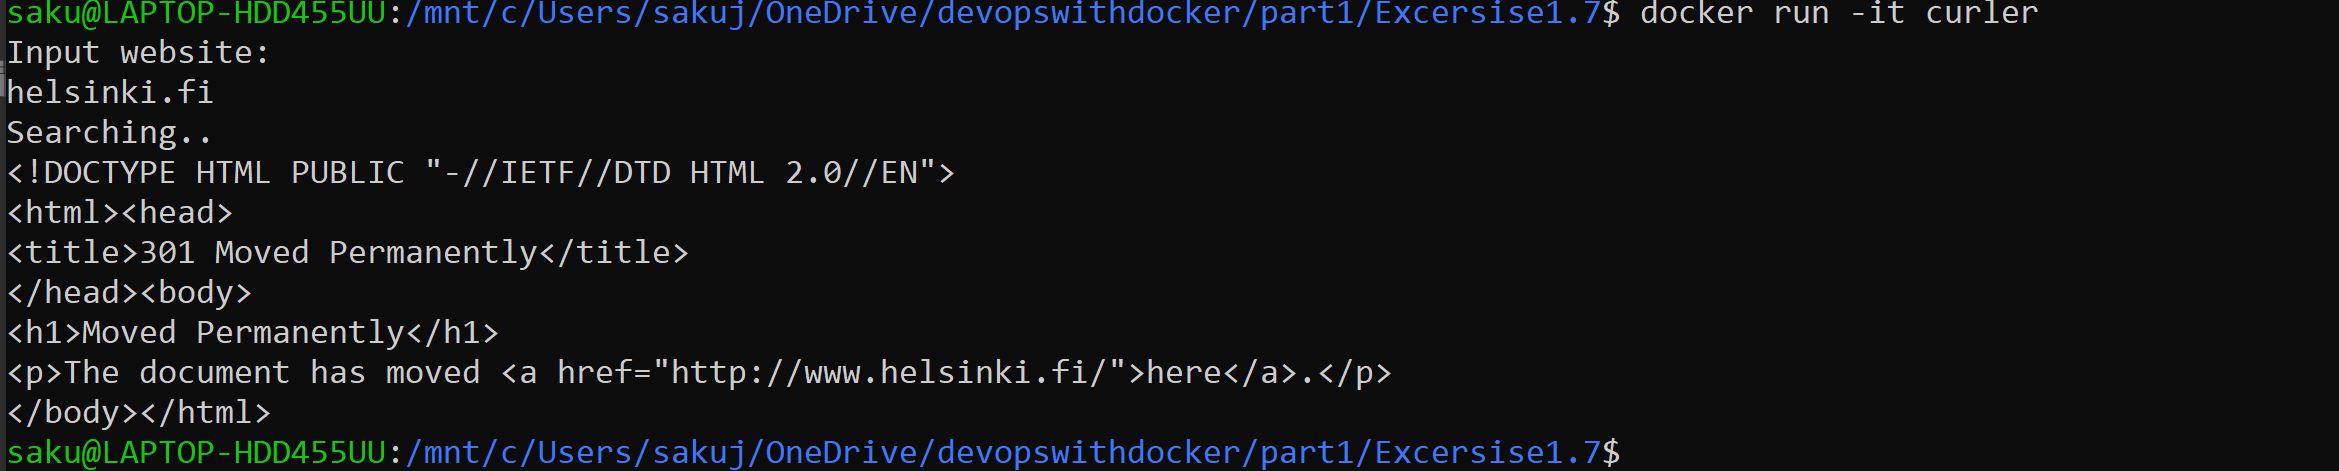 saku@LAPTOP-HDD455UU:/mnt/c/Users/sakuj/OneDrive/devopswithdocker/part1/Excersise1.7$ docker run -it curler
Input website:
helsinki.fi
Searching..
<!DOCTYPE HTML PUBLIC "-//IETF//DTD HTML 2.0//EN">
<html><head>
<title>301 Moved Permanently</title>
</head><body>
<h1>Moved Permanently</h1>
<p>The document has moved <a href="http://www.helsinki.fi/">here</a>.</p>
</body></html>
saku@LAPTOP-HDD455UU:/mnt/c/Users/sakuj/OneDrive/devopswithdocker/part1/Excersise1.7$